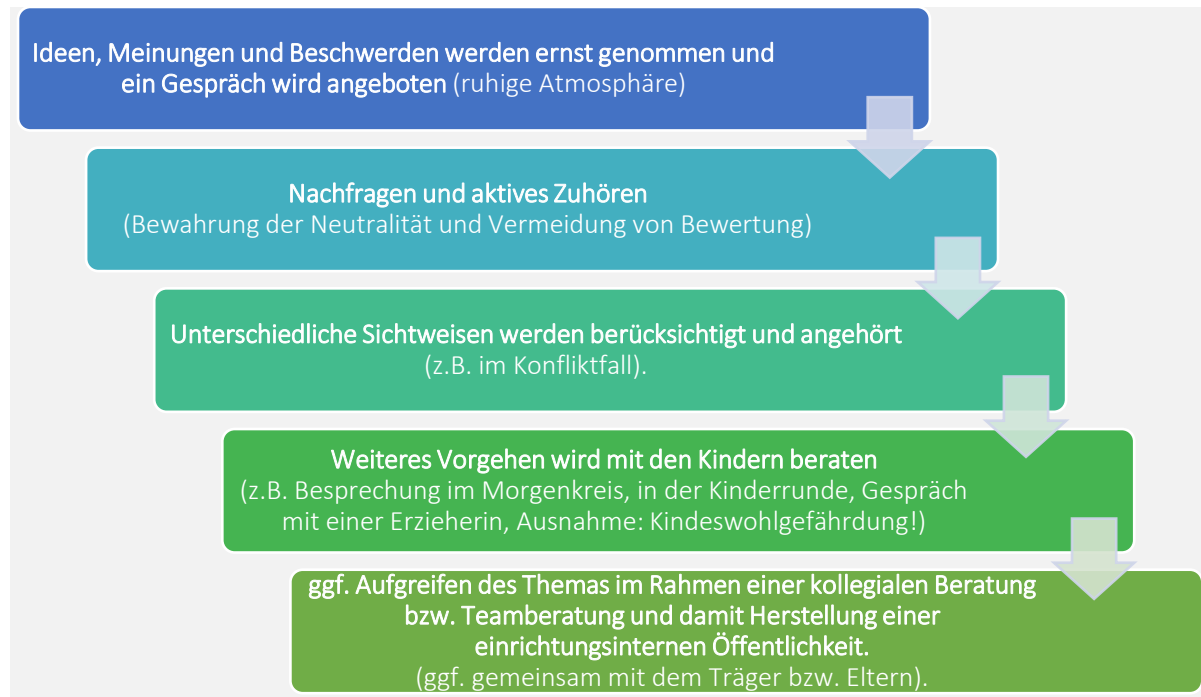 Ideen, Meinungen und Beschwerden werden ernst genommen und
ein Gespräch wird angeboten (ruhige Atmosphäre)
Nachfragen und aktives Zuhören
(Bewahrung der Neutralität und Vermeidung von Bewertung)
Unterschiedliche Sichtweisen werden berücksichtigt und angehört
(z.B. im Konfliktfall).
Weiteres Vorgehen wird mit den Kindern beraten
(z.B. Besprechung im Morgenkreis, in der Kinderrunde, Gespräch
mit einer Erzieherin, Ausnahme: Kindeswohlgefährdung!)
ggf. Aufgreifen des Themas im Rahmen einer kollegialen Beratung
bzw. Teamberatung und damit Herstellung einer
einrichtungsinternen Öffentlichkeit.
(ggf. gemeinsam mit dem Träger bzw. Eltern).